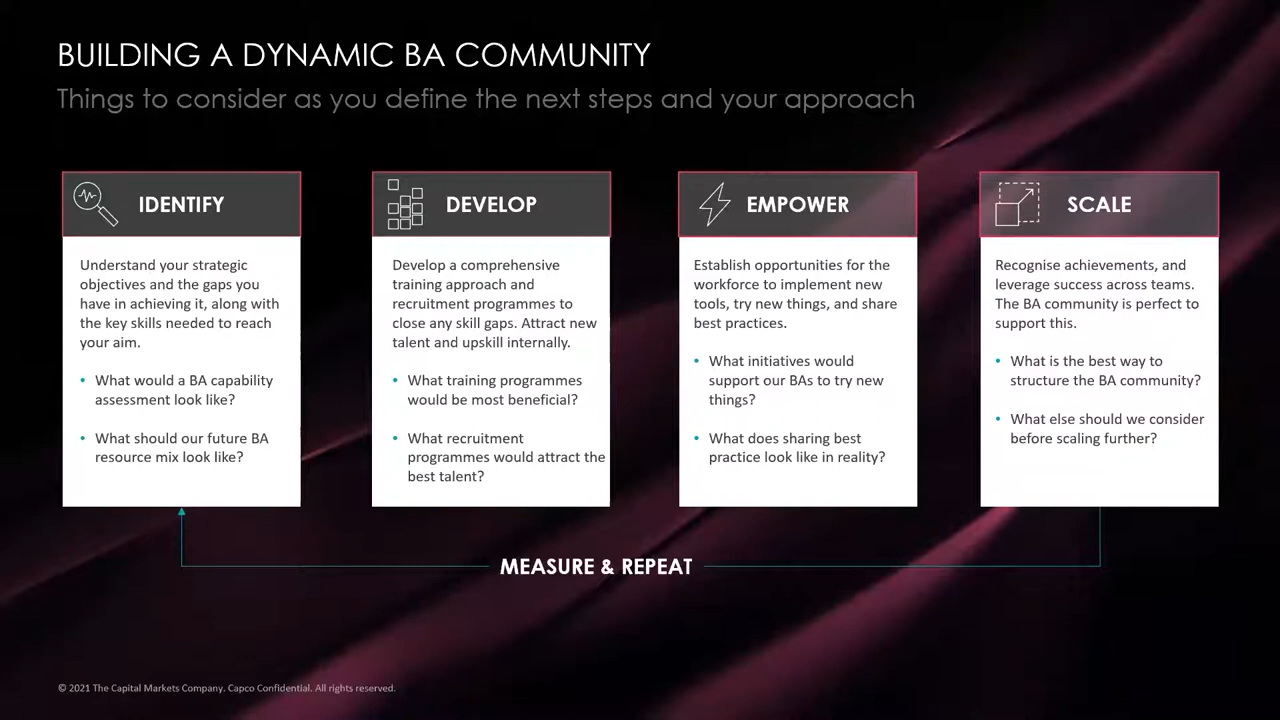 BUILDING A DYNAMIC BA COMMUNITY
Things to consider as you define the next steps and your approach
IDENTIFY
Understand your strategic
objectives and the gaps you
have in achieving it, along with
the key skills needed to reach
your aim.
• What would a BA capability
assessment look like?
• What should our future BA
resource mix look like?
DEVELOP
Develop a comprehensive
training approach and
recruitment programmes to
close any skill gaps. Attract new
talent and upskill internally.
• What training programmes
would be most beneficial?
• What recruitment
programmes would attract the
best talent?
EMPOWER
Establish opportunities for the
workforce to implement new
tools, try new things, and share
best practices.
• What initiatives would
support our BAs to try new
things?
• What does sharing best
practice look like in reality?
SCALE
Recognise achievements, and
leverage success across teams.
The BA community is perfect to
support this.
• What is the best way to
structure the BA community?
• What else should we consider
before scaling further?
MEASURE & REPEAT
© 2021 The Capital Markets Company. Capco Confidential. All rights reserved.